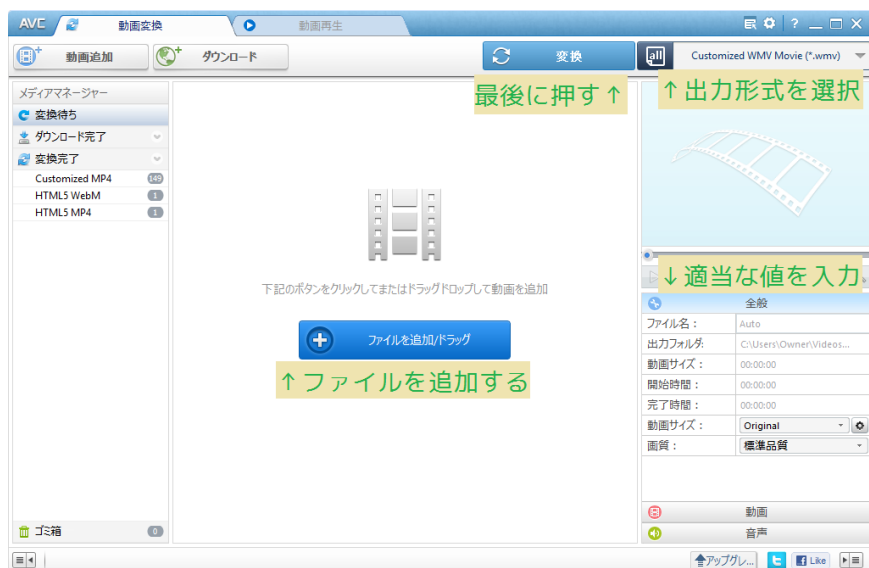 AVC 動画変換 動画再生
動画追加 ダウンロード 変換 all Customized WMV Movie (*.wmv)
最後に押す↑ ↑出力形式を選択
メディアマネージャー
変換待ち
ダウンロード完了
変換完了
Customized MP4 149
HTML5 WebM 1
HTML5 MP4 1
下記のボタンをクリックしてまたはドラッグドロップして動画を追加
ファイルを追加/ドラッグ
↑ファイルを追加する
↓適当な値を入力
全般
ファイル名： Auto
出力フォルダ: C:\Users\Owner\Videos...
動画サイズ： 00:00:00
開始時間： 00:00:00
完了時間： 00:00:00
動画サイズ： Original
画質： 標準品質
動画
音声
ゴミ箱 0
アップグレ... Like